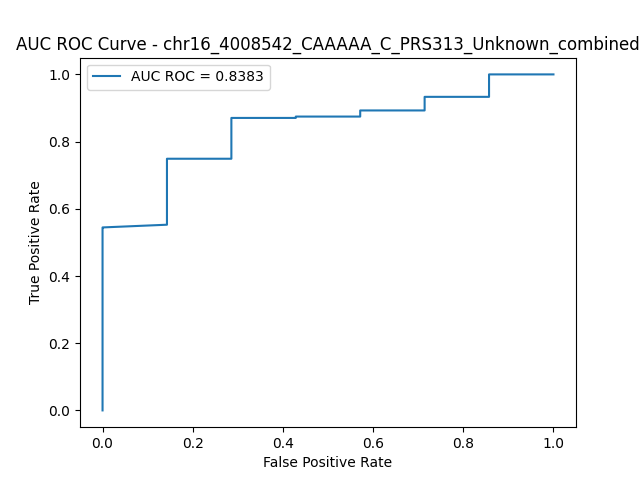 AUC ROC Curve - chr16_4008542_CAAAAA_C_PRS313_Unknown_combined
AUC ROC = 0.8383
1.0
0.8
0.6
0.4
0.2
0.0
True Positive Rate
0.0 0.2 0.4 0.6 0.8 1.0
False Positive Rate